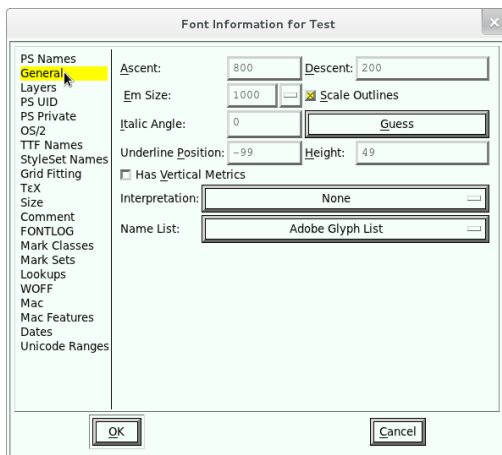 Font Information for Test
PS Names
General
Layers
PS UID
PS Private
OS/2
TTF Names
StyleSet Names
Grid Fitting
TεX
Size
Comment
FONTLOG
Mark Classes
Mark Sets
Lookups
WOFF
Mac
Mac Features
Dates
Unicode Ranges
Ascent: 800 Descent: 200
Em Size: 1000 Scale Outlines
Italic Angle: 0 Guess
Underline Position: -99 Height: 49
Has Vertical Metrics
Interpretation: None
Name List: Adobe Glyph List
OK Cancel